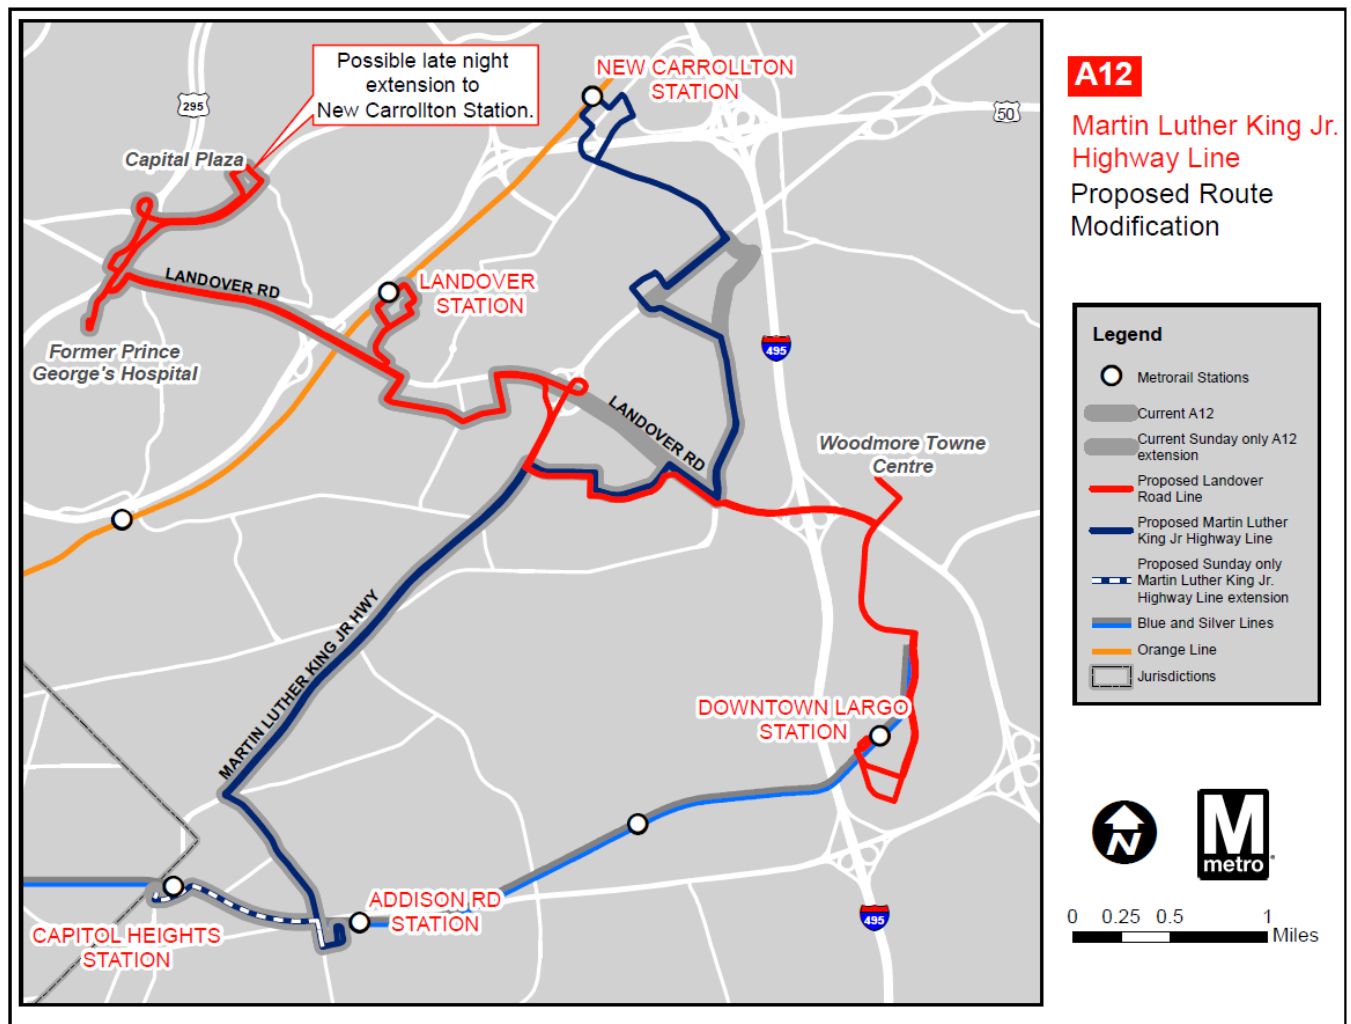 Possible late night
extension to
New Carrollton Station.
NEW CARROLLTON
STATION
295
50
Capital Plaza
LANDOVER RD
LANDOVER
STATION
Former Prince
George's Hospital
495
LANDOVER RD
Woodmore Towne
Centre
MARTIN LUTHER KING JR HWY
DOWNTOWN LARGO
STATION
ADDISON RD
STATION
CAPITOL HEIGHTS
STATION
495
A12
Martin Luther King Jr.
Highway Line
Proposed Route
Modification
Legend
Metrorail Stations
Current A12
Current Sunday only A12
extension
Proposed Landover
Road Line
Proposed Martin Luther
King Jr Highway Line
Proposed Sunday only
Martin Luther King Jr.
Highway Line extension
Blue and Silver Lines
Orange Line
Jurisdictions
N
M
metro
0 0.25 0.5 1
Miles